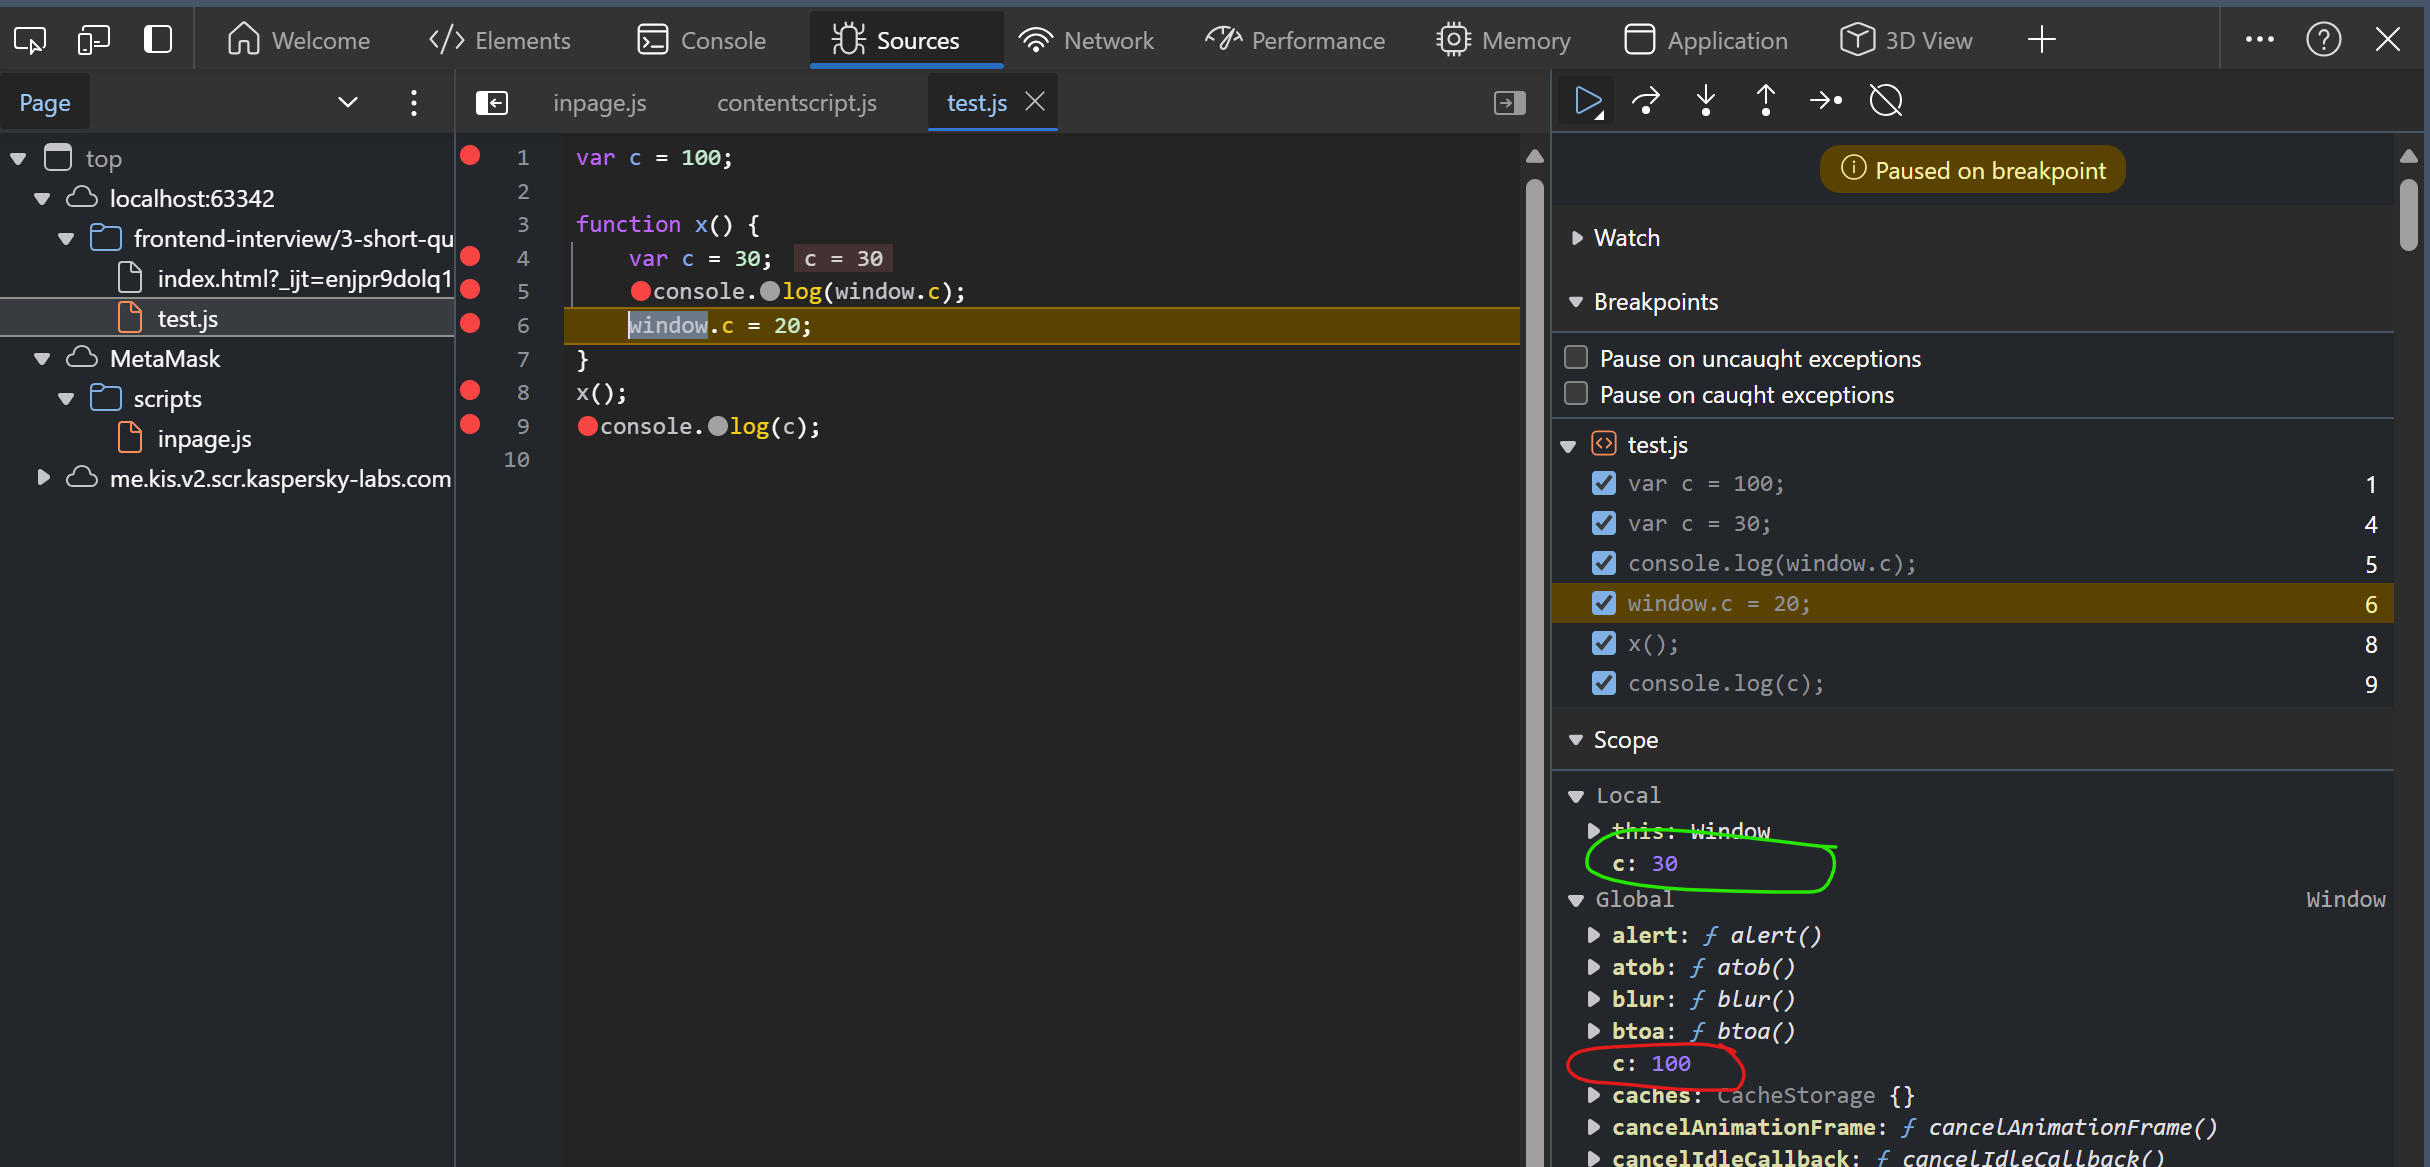 Welcome
Elements
Console
Sources
Network
Performance
Memory
Application
3D View
Page
inpage.js
contentscript.js
test.js
top
localhost:63342
frontend-interview/3-short-qu
index.html?_ijt=enjpr9dolq1
test.js
MetaMask
scripts
inpage.js
me.kis.v2.scr.kaspersky-labs.com
1 var c = 100;
2
3 function x() {
4 var c = 30; c = 30
5 console.log(window.c);
6 window.c = 20;
7 }
8 x();
9 console.log(c);
10
Paused on breakpoint
Watch
Breakpoints
Pause on uncaught exceptions
Pause on caught exceptions
test.js
var c = 100; 1
var c = 30; 4
console.log(window.c); 5
window.c = 20; 6
x(); 8
console.log(c); 9
Scope
Local
this: Window
c: 30
Global Window
alert: ƒ alert()
atob: ƒ atob()
blur: ƒ blur()
btoa: ƒ btoa()
c: 100
caches: CacheStorage {}
cancelAnimationFrame: ƒ cancelAnimationFrame()
cancelIdleCallback: ƒ cancelIdleCallback()